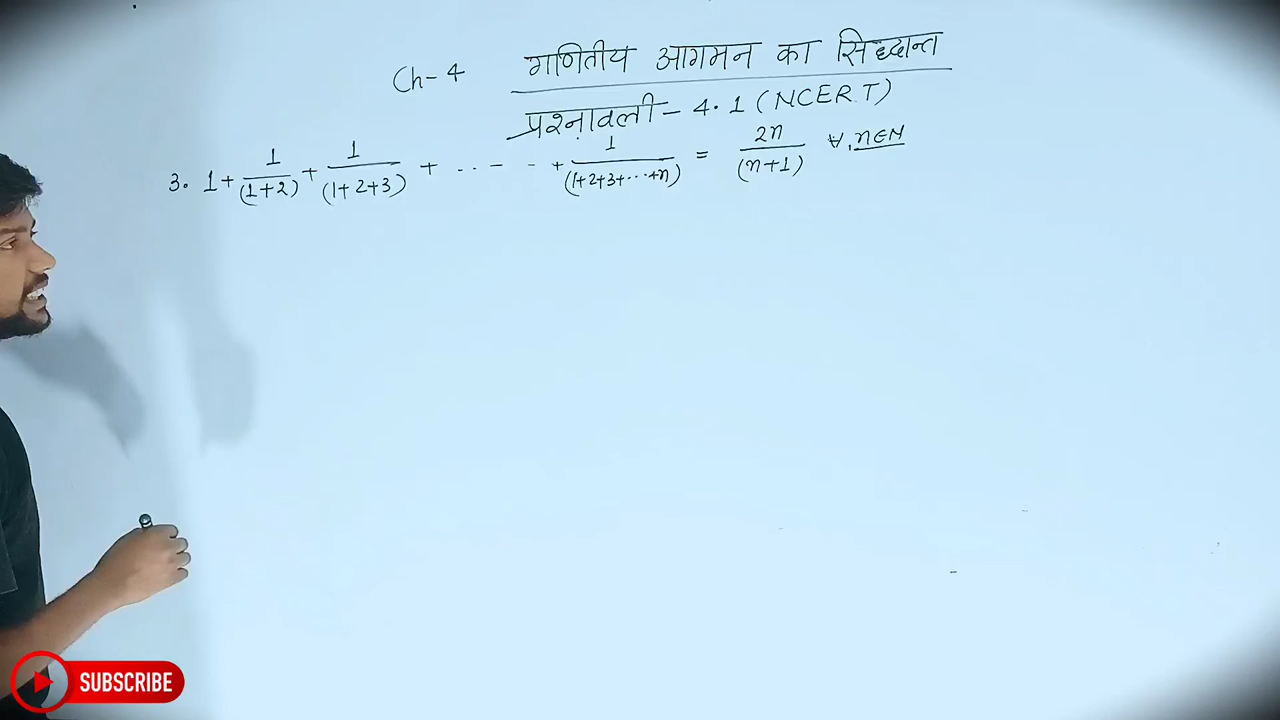 Ch-4 गणितीय आगमन का सिद्धान्त
प्रश्नावली - 4.1 (NCERT)
3. 1 + 1/(1+2) + 1/(1+2+3) + ..... + 1/(1+2+3+...+n) = 2n/(n+1) ∀, n∈N
SUBSCRIBE